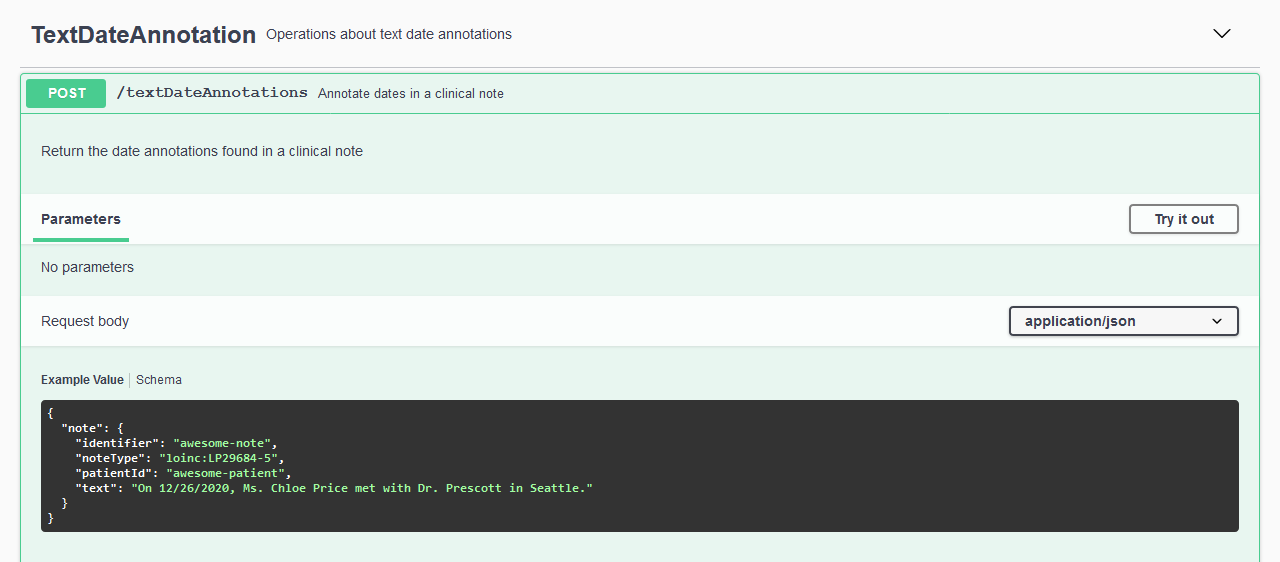 TextDateAnnotation Operations about text date annotations
POST /textDateAnnotations Annotate dates in a clinical note
Return the date annotations found in a clinical note
Parameters Try it out
No parameters
Request body application/json
Example Value Schema
{
  "note": {
    "identifier": "awesome-note",
    "noteType": "loinc:LP29684-5",
    "patientId": "awesome-patient",
    "text": "On 12/26/2020, Ms. Chloe Price met with Dr. Prescott in Seattle."
  }
}